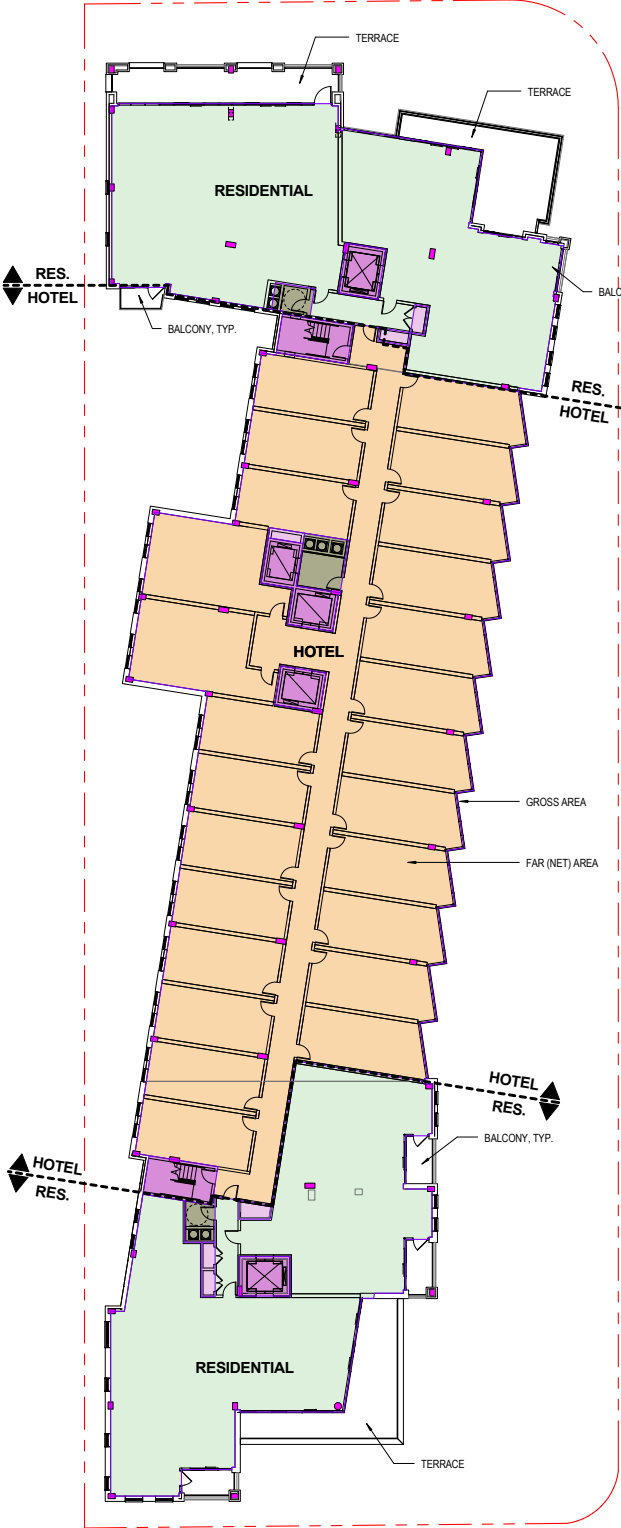 TERRACE
TERRACE
RESIDENTIAL
RES.
HOTEL
BALCONY, TYP.
RES.
HOTEL
HOTEL
GROSS AREA
FAR (NET) AREA
HOTEL
RES.
BALCONY, TYP.
HOTEL
RES.
RESIDENTIAL
TERRACE